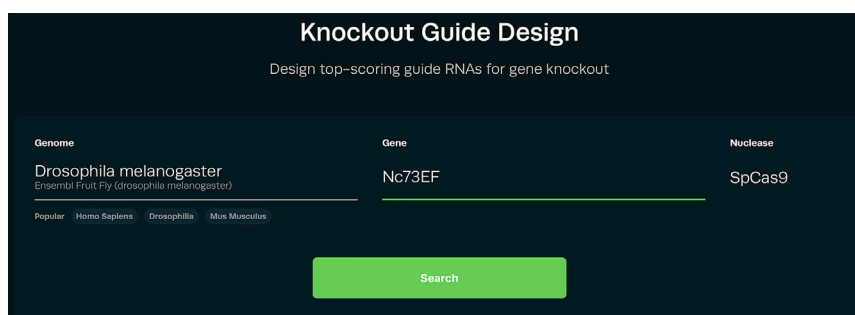 Knockout Guide Design
Design top-scoring guide RNAs for gene knockout
Genome
Gene
Nuclease
Drosophila melanogaster
Ensembl Fruit Fly (drosophila melanogaster)
Nc73EF
SpCas9
Popular Homo Sapiens Drosophilia Mus Musculus
Search